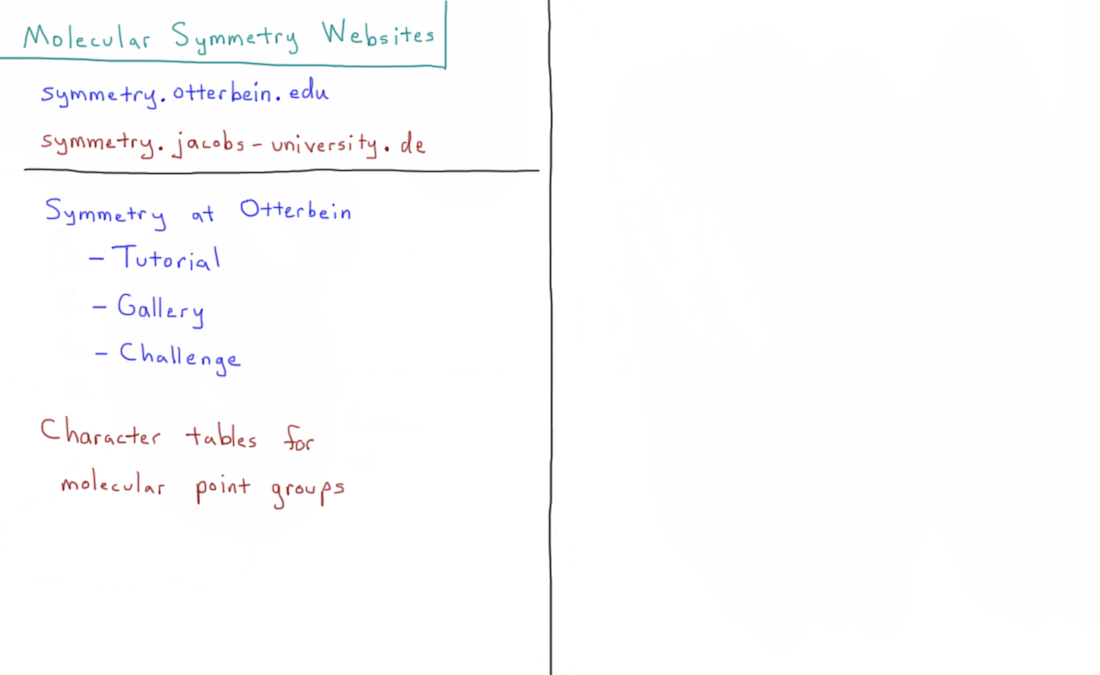 Molecular Symmetry Websites
symmetry.otterbein.edu
symmetry.jacobs-university.de
Symmetry at Otterbein
- Tutorial
- Gallery
- Challenge
Character tables for
molecular point groups